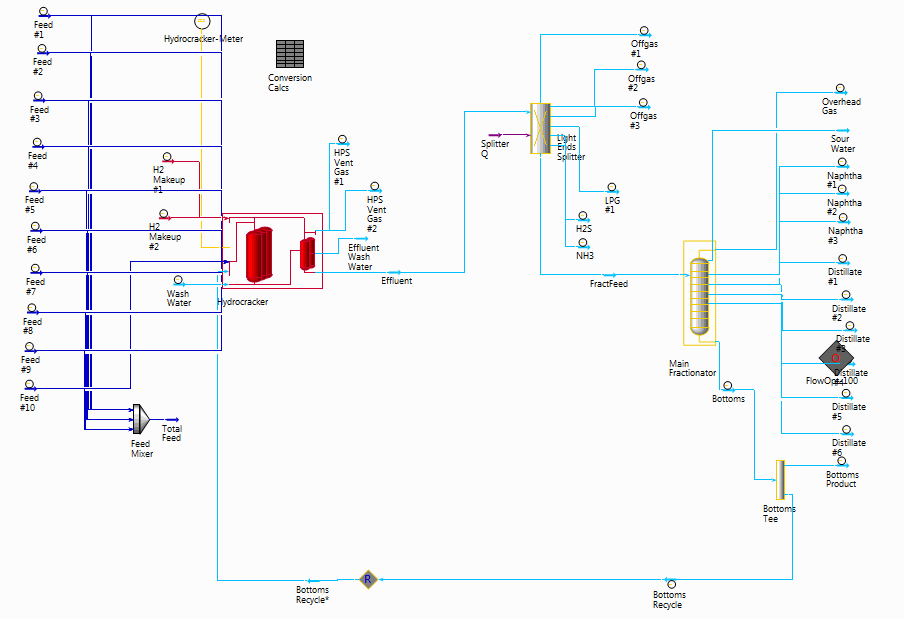 Feed
#1
Hydrocracker-Meter
Feed
#2
Conversion
Calcs
Feed
#3
Feed
#4
H2
Makeup
#1
Feed
#5
H2
Makeup
#2
Feed
#6
Feed
#7
Wash
Water
Hydrocracker
Feed
#8
Feed
#9
Feed
#10
Total
Feed
Feed
Mixer
HPS
Vent
Gas
#1
HPS
Vent
Gas
#2
Effluent
Wash
Water
Effluent
Offgas
#1
Offgas
#2
Offgas
#3
Splitter
Q
Light
Ends
Splitter
LPG
#1
H2S
NH3
FractFeed
Overhead
Gas
Sour
Water
Naphtha
#1
Naphtha
#2
Naphtha
#3
Distillate
#1
Distillate
#2
Distillate
#3
Distillate
#4
Distillate
#5
Distillate
#6
Main
Fractionator
Bottoms
Bottoms
Product
Bottoms
Tee
R
Bottoms
Recycle*
Bottoms
Recycle